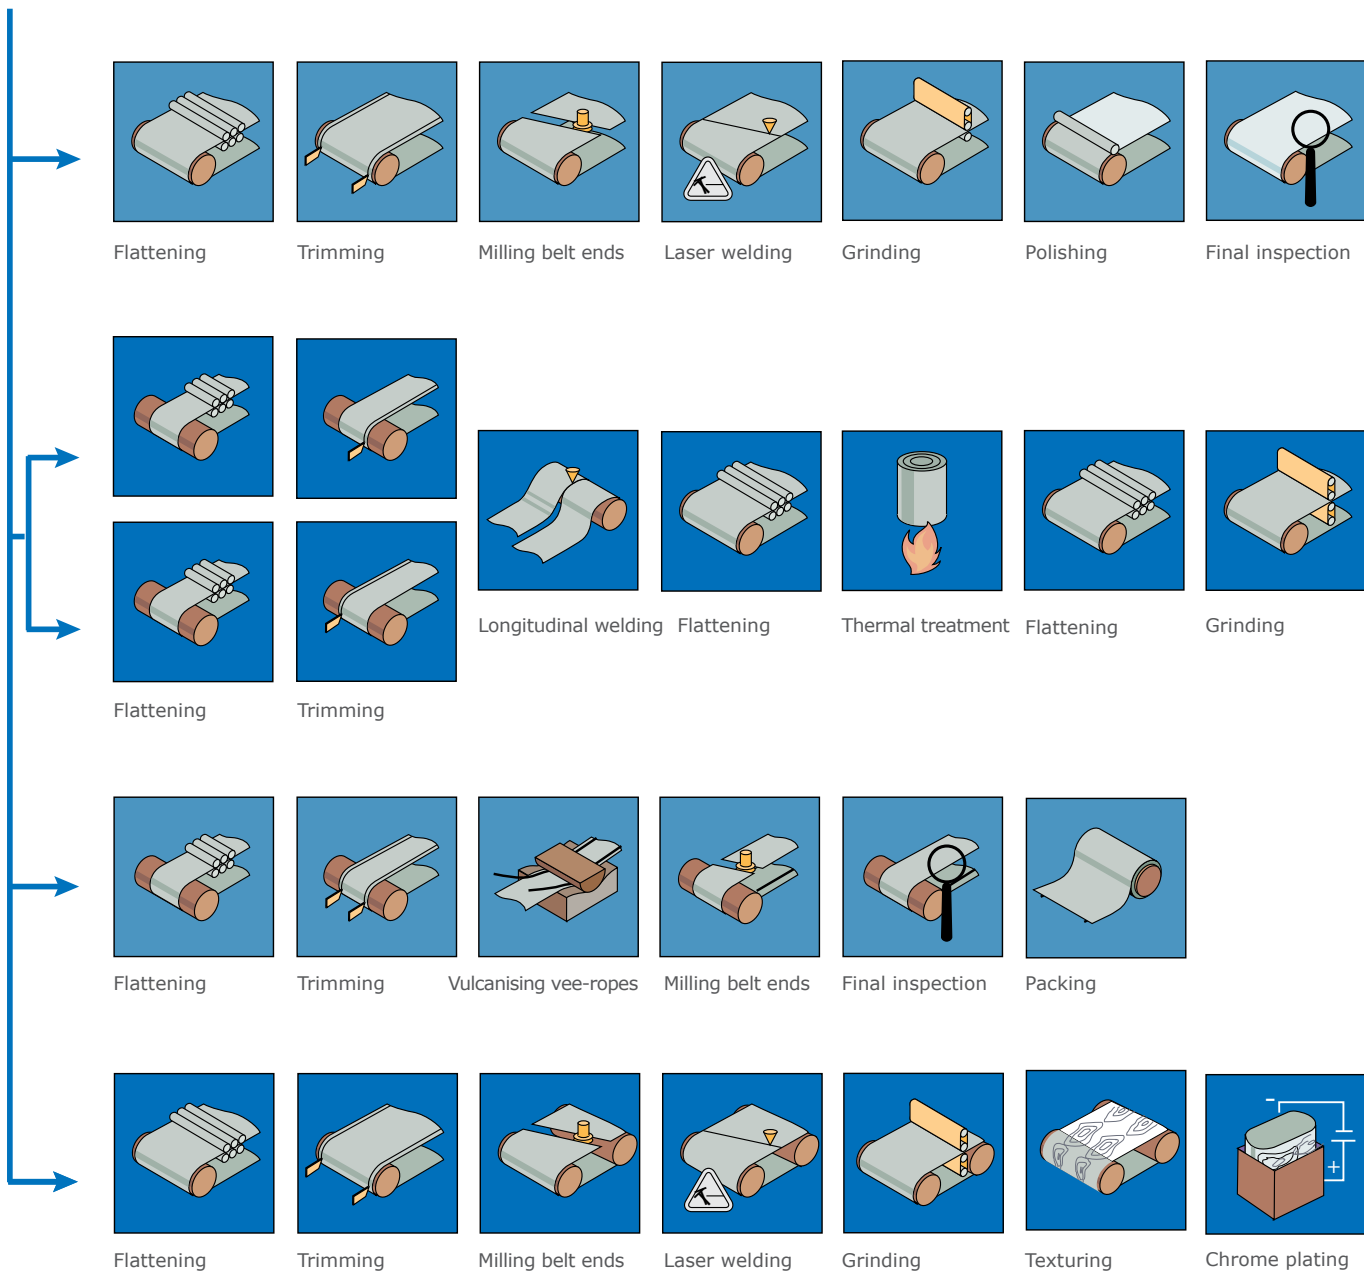 Flattening
Trimming
Milling belt ends
Laser welding
Grinding
Polishing
Final inspection
Longitudinal welding
Flattening
Thermal treatment
Flattening
Grinding
Flattening
Trimming
Flattening
Trimming
Vulcanising vee-ropes
Milling belt ends
Final inspection
Packing
-
+
Flattening
Trimming
Milling belt ends
Laser welding
Grinding
Texturing
Chrome plating